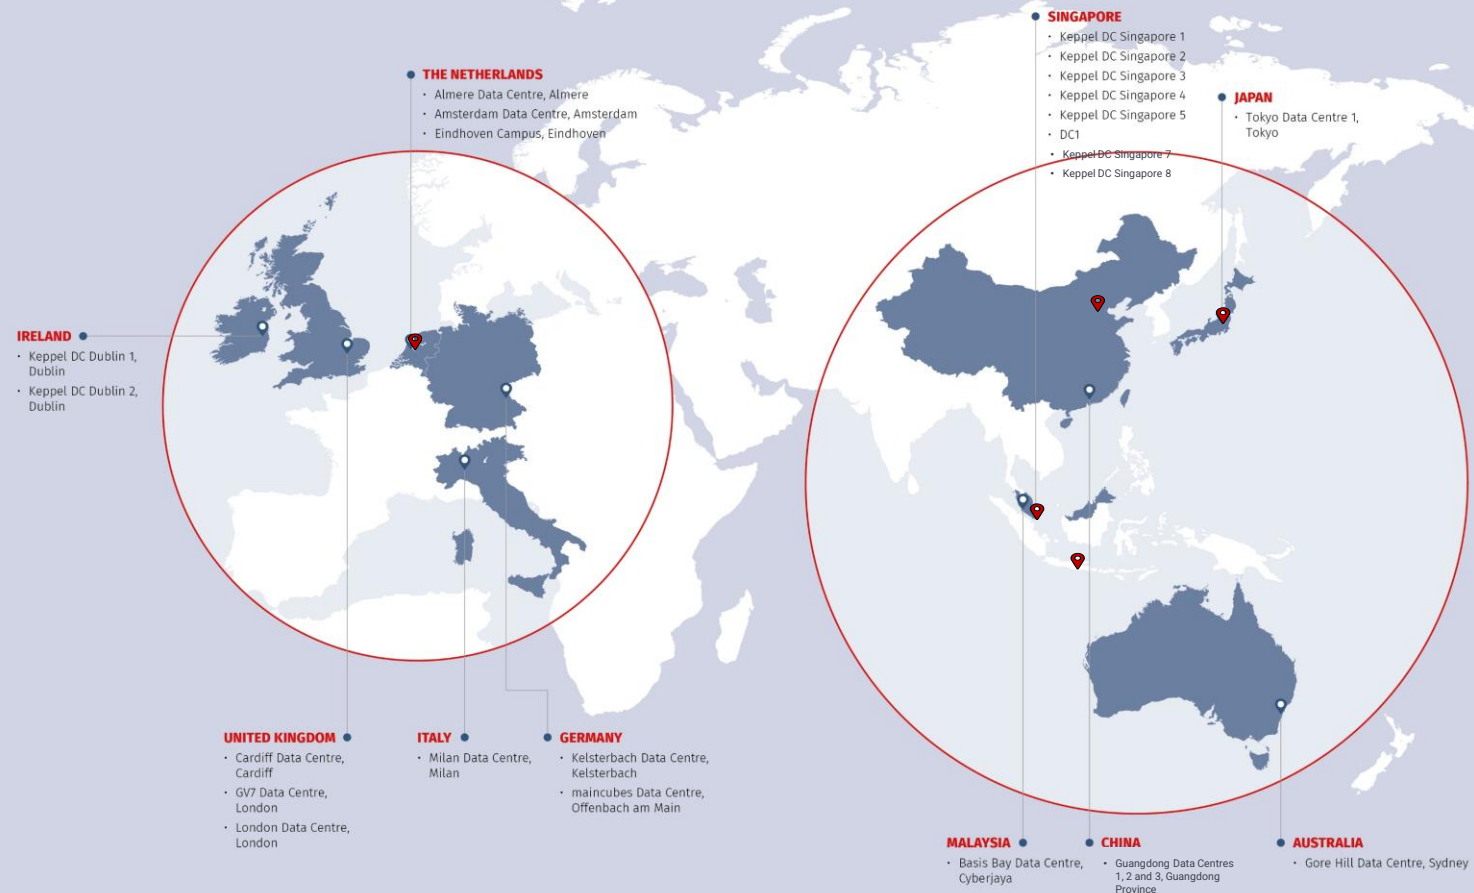 SINGAPORE
· Keppel DC Singapore 1
· Keppel DC Singapore 2
· Keppel DC Singapore 3
· Keppel DC Singapore 4
· Keppel DC Singapore 5
· DC1
• Keppel DC Singapore 7
• Keppel DC Singapore 8
THE NETHERLANDS
· Almere Data Centre, Almere
· Amsterdam Data Centre, Amsterdam
· Eindhoven Campus, Eindhoven
JAPAN
· Tokyo Data Centre 1,
Tokyo
IRELAND
· Keppel DC Dublin 1,
Dublin
· Keppel DC Dublin 2,
Dublin
UNITED KINGDOM
· Cardiff Data Centre,
Cardiff
· GV7 Data Centre,
London
· London Data Centre,
London
ITALY
· Milan Data Centre,
Milan
GERMANY
· Kelsterbach Data Centre,
Kelsterbach
· maincubes Data Centre,
Offenbach am Main
MALAYSIA
· Basis Bay Data Centre,
Cyberjaya
CHINA
• Guangdong Data Centres
1, 2 and 3, Guangdong
Province
AUSTRALIA
· Gore Hill Data Centre, Sydney